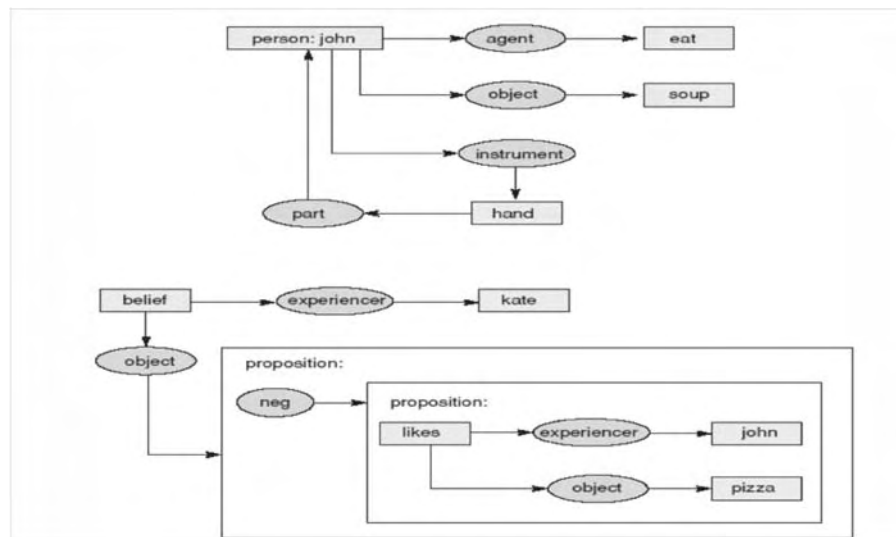 person: john agent eat
object soup
instrument
part hand
belief experiencer kate
object
proposition:
neg
proposition:
likes experiencer john
object pizza